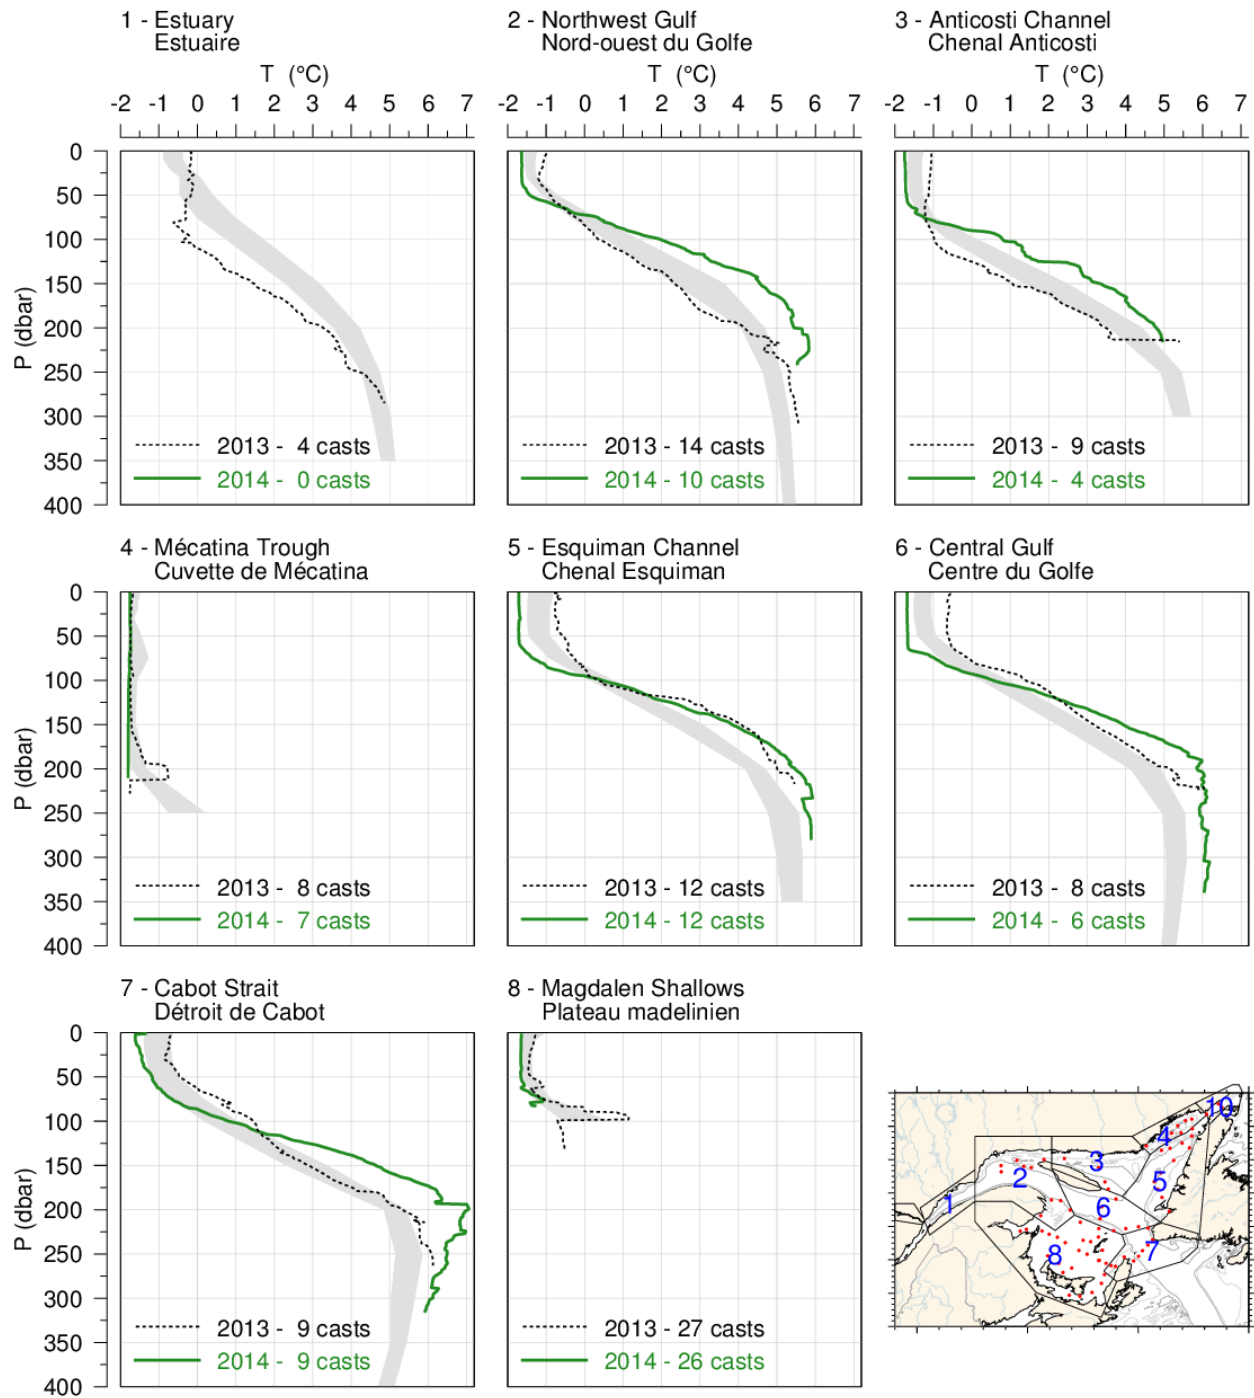 1 - Estuary
Estuaire
T (°C)
-2 -1 0 1 2 3 4 5 6 7
2 - Northwest Gulf
Nord-ouest du Golfe
T (°C)
-2 -1 0 1 2 3 4 5 6 7
3 - Anticosti Channel
Chenal Anticosti
T (°C)
-2 -1 0 1 2 3 4 5 6 7
P (dbar)
0
50
100
150
200
250
300
350
400
2013 - 4 casts
2014 - 0 casts
2013 - 14 casts
2014 - 10 casts
2013 - 9 casts
2014 - 4 casts
4 - Mécatina Trough
Cuvette de Mécatina
5 - Esquiman Channel
Chenal Esquiman
6 - Central Gulf
Centre du Golfe
P (dbar)
0
50
100
150
200
250
300
350
400
2013 - 8 casts
2014 - 7 casts
2013 - 12 casts
2014 - 12 casts
2013 - 8 casts
2014 - 6 casts
7 - Cabot Strait
Détroit de Cabot
8 - Magdalen Shallows
Plateau madelinien
P (dbar)
0
50
100
150
200
250
300
350
400
2013 - 9 casts
2014 - 9 casts
2013 - 27 casts
2014 - 26 casts
10
4
3
2
5
1
6
8
7